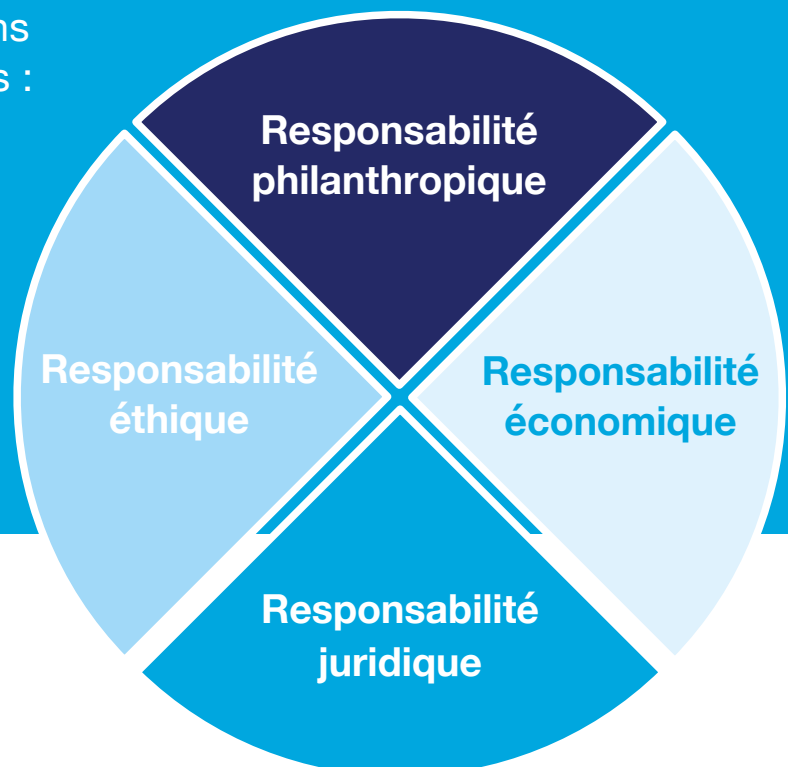 Responsabilité
philanthropique
Responsabilité
éthique
Responsabilité
économique
Responsabilité
juridique